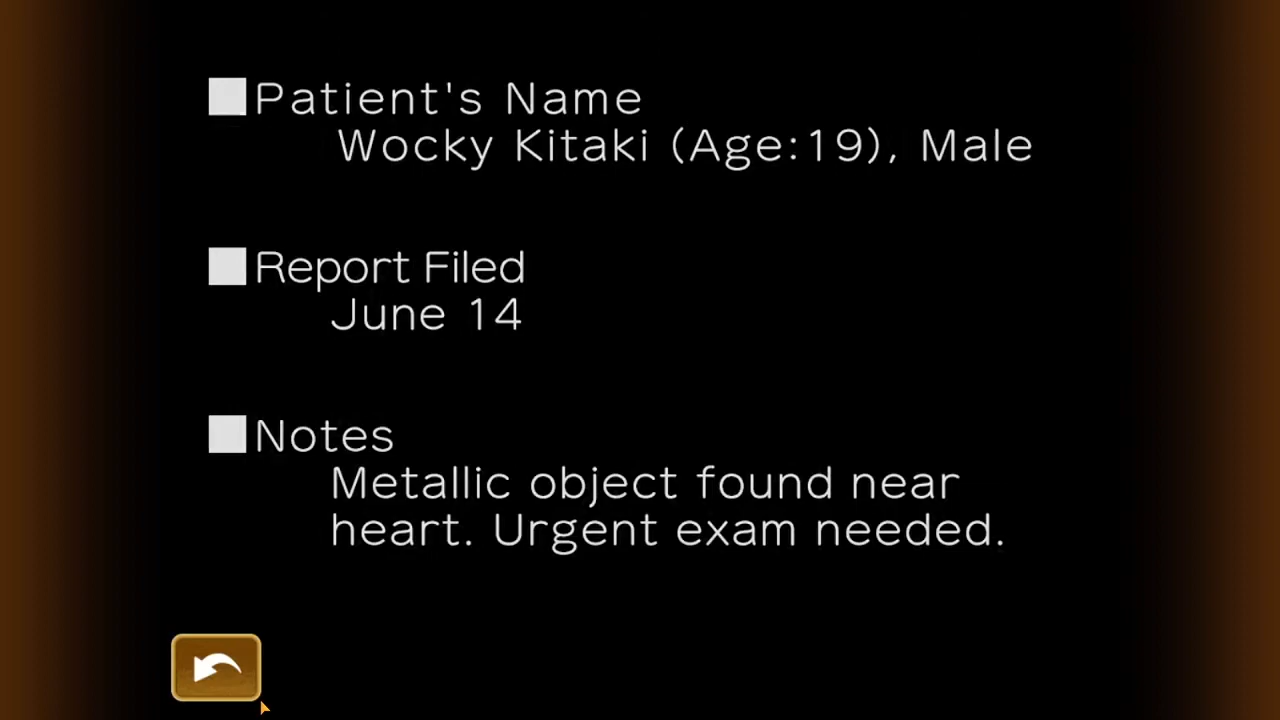 ■Patient's Name
Wocky Kitaki (Age:19), Male
■Report Filed
June 14
■Notes
Metallic object found near
heart. Urgent exam needed.